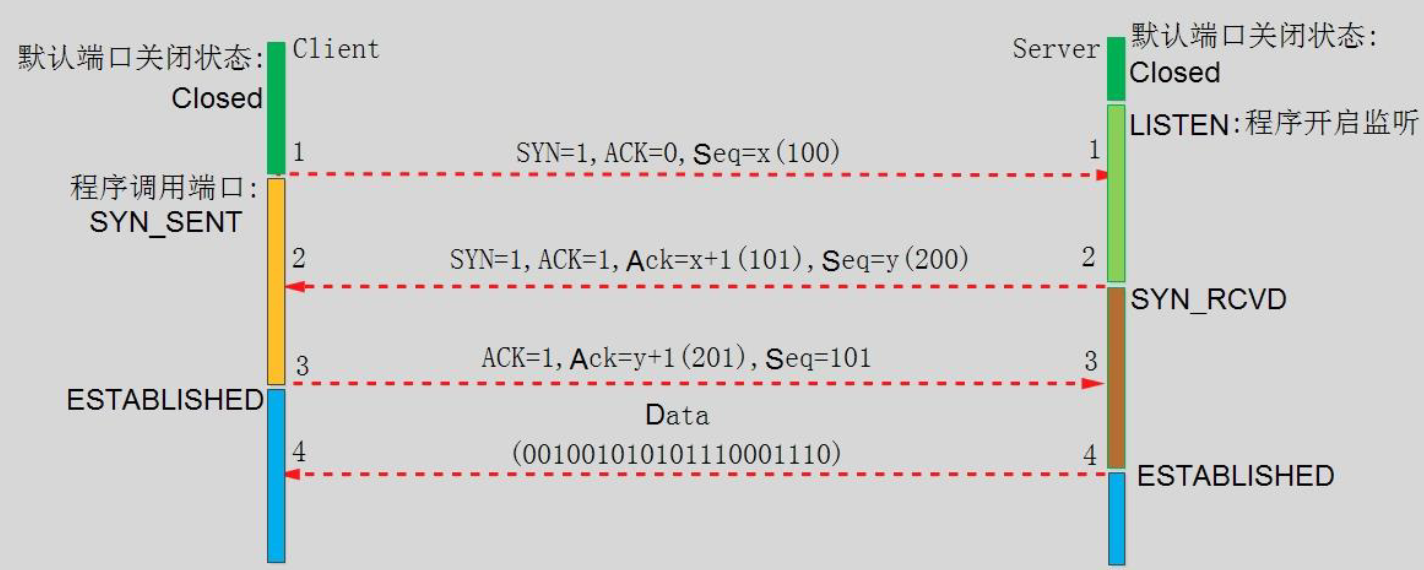 默认端口关闭状态:
Closed
Client
Server
默认端口关闭状态:
Closed
LISTEN:程序开启监听
1
SYN=1,ACK=0,Seq=x(100)
1
程序调用端口:
SYN_SENT
2
SYN=1,ACK=1,Ack=x+1(101),Seq=y(200)
2
SYN_RCVD
3
ACK=1,Ack=y+1(201),Seq=101
3
ESTABLISHED
Data
4
(001001010101110001110)
4
ESTABLISHED